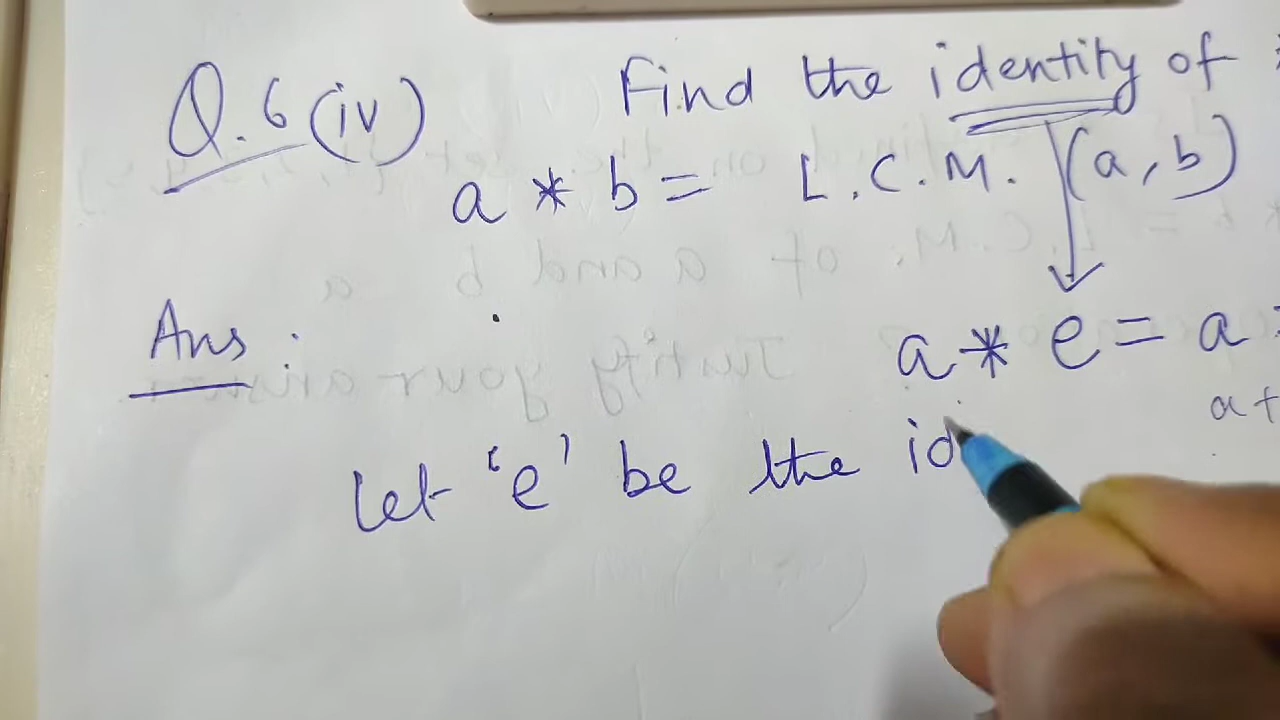 Q.6 (iv) Find the identity of
a * b = L.C.M. (a, b)
Ans :
a * e = a
a +
Let 'e' be the id